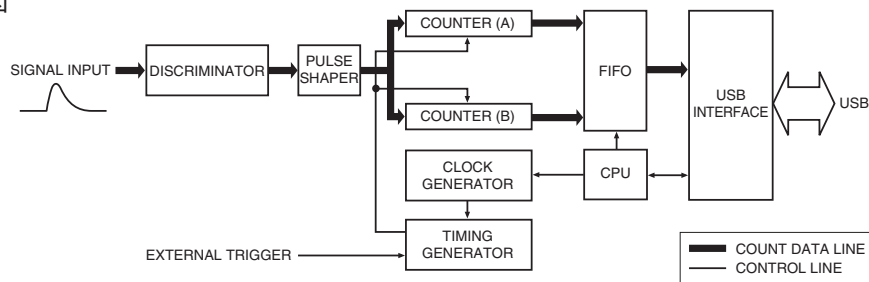 図
COUNTER (A)
PULSE
SHAPER
SIGNAL INPUT
DISCRIMINATOR
FIFO
USB
INTERFACE
USB
COUNTER (B)
CLOCK
GENERATOR
CPU
TIMING
GENERATOR
EXTERNAL TRIGGER
COUNT DATA LINE
CONTROL LINE